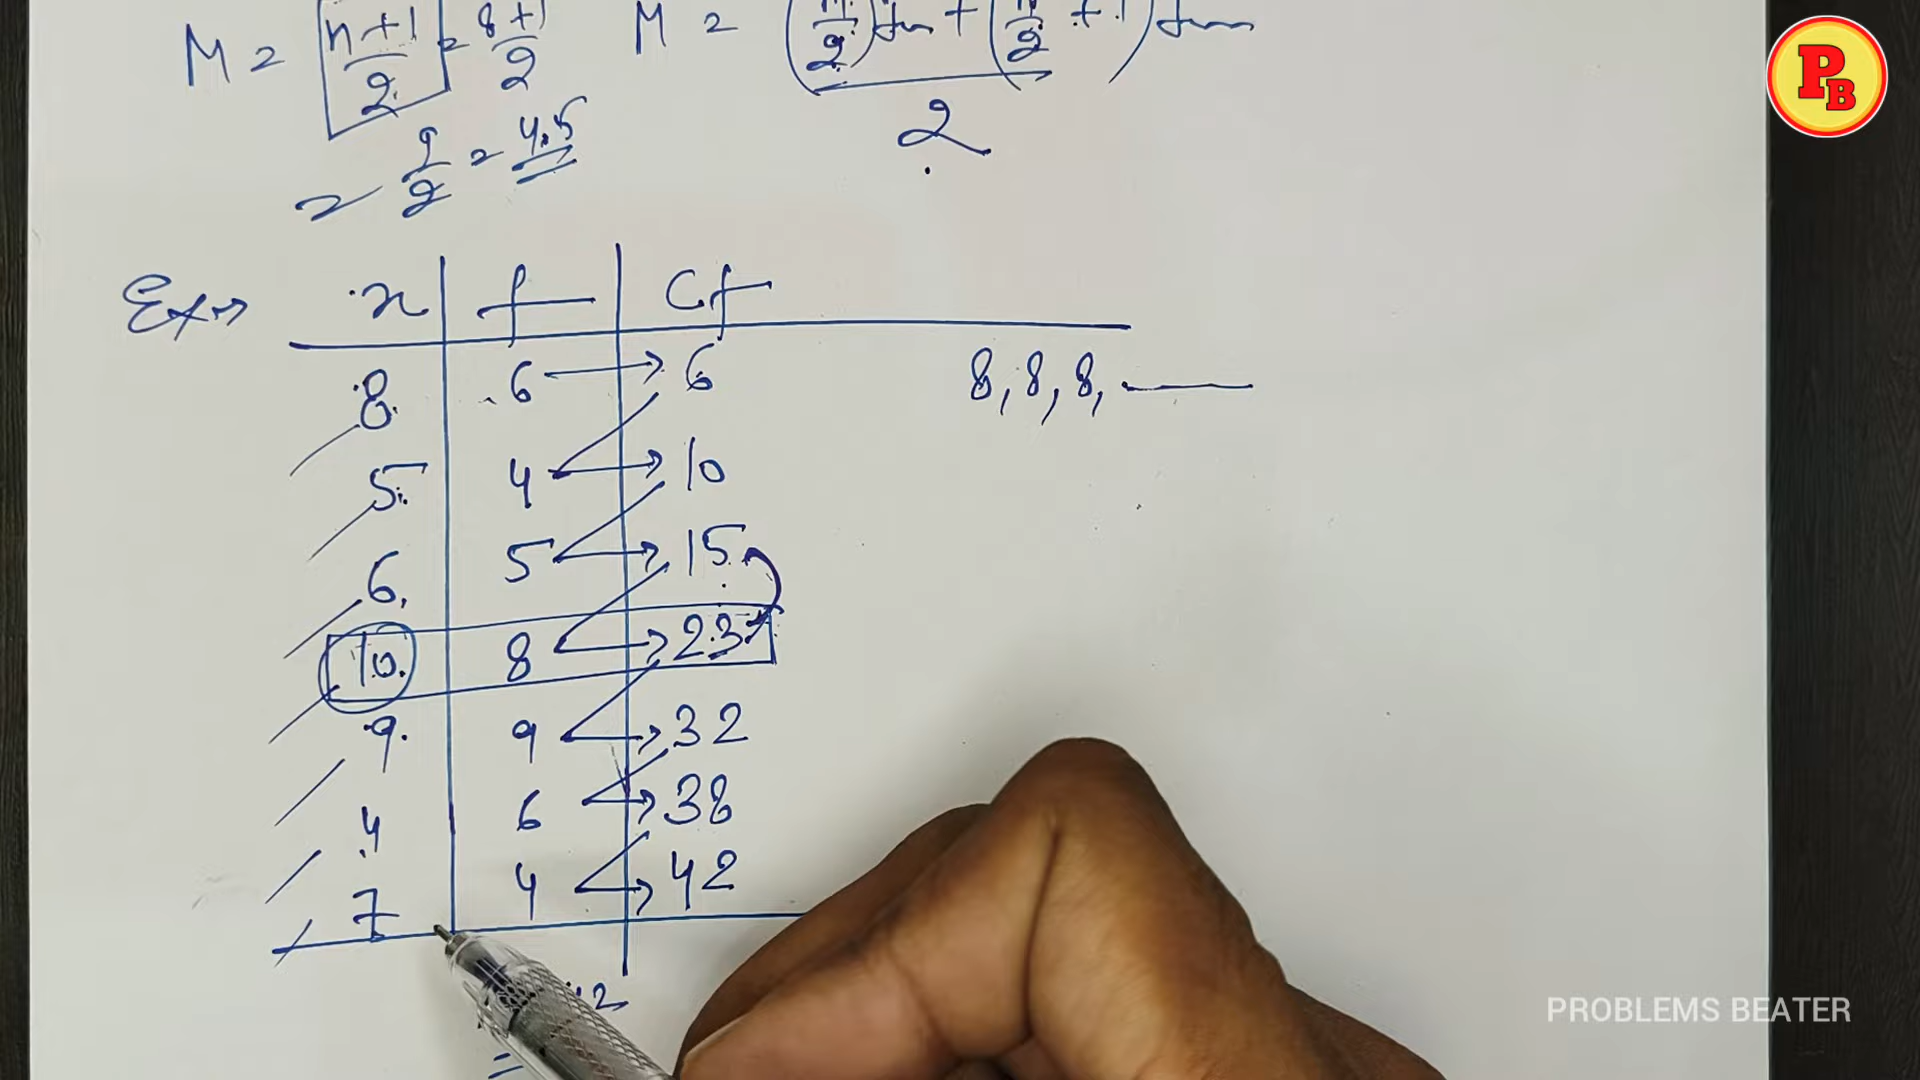 M = n+1/2 = 8+1/2
M = (n/2) + (n/2 + 1) / 2
= 9/2 = 4.5
Ex→ x f Cf
8 6 6 8, 8, 8,
5 4 10
6 5 15
10 8 23
9 9 32
4 6 38
7 4 42
=
PB
PROBLEMS BEATER